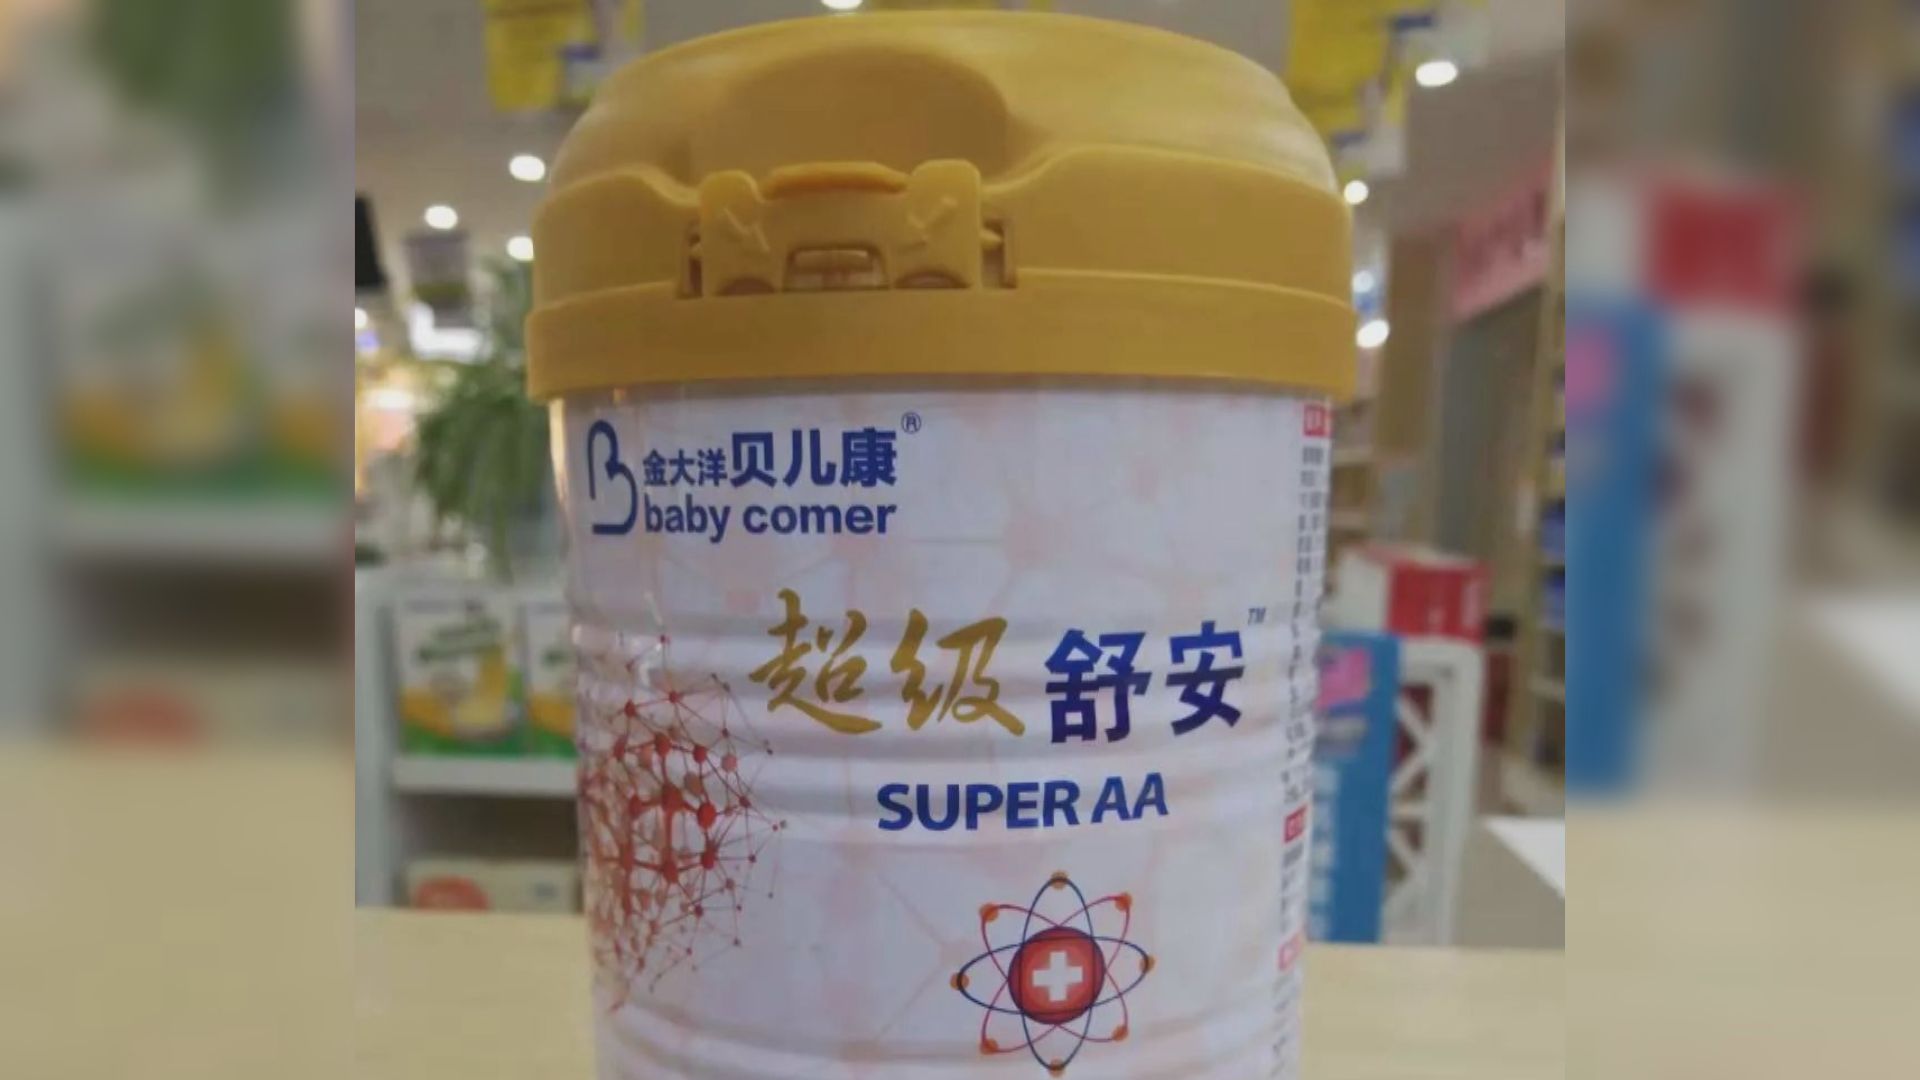 金大洋贝儿康®
baby comer
超级舒安™
SUPER AA